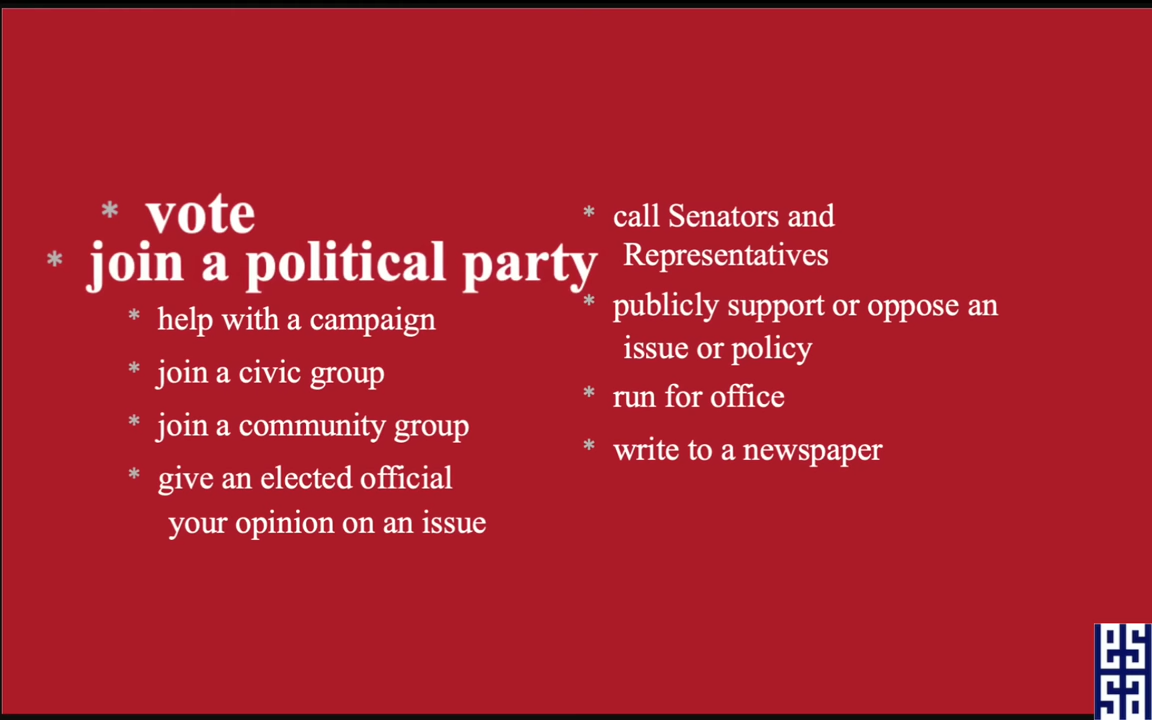 * vote
* join a political party
* help with a campaign
* join a civic group
* join a community group
* give an elected official
your opinion on an issue
* call Senators and
Representatives
* publicly support or oppose an
issue or policy
* run for office
* write to a newspaper